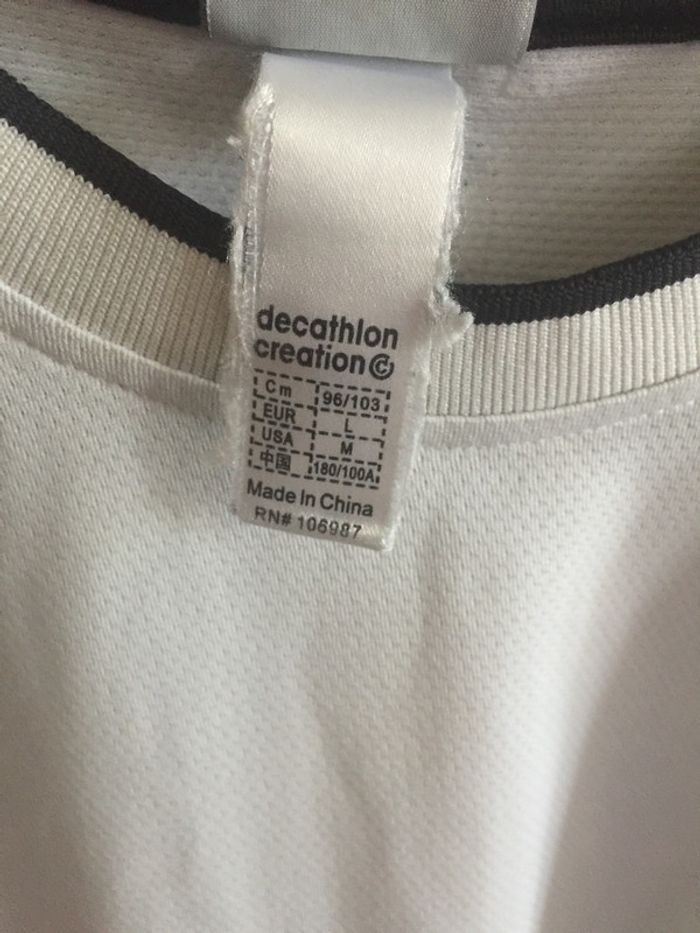 decathlon
creation
Cm 96/103
EUR L
USA M
中国 180/100A
Made In China
RN# 106987